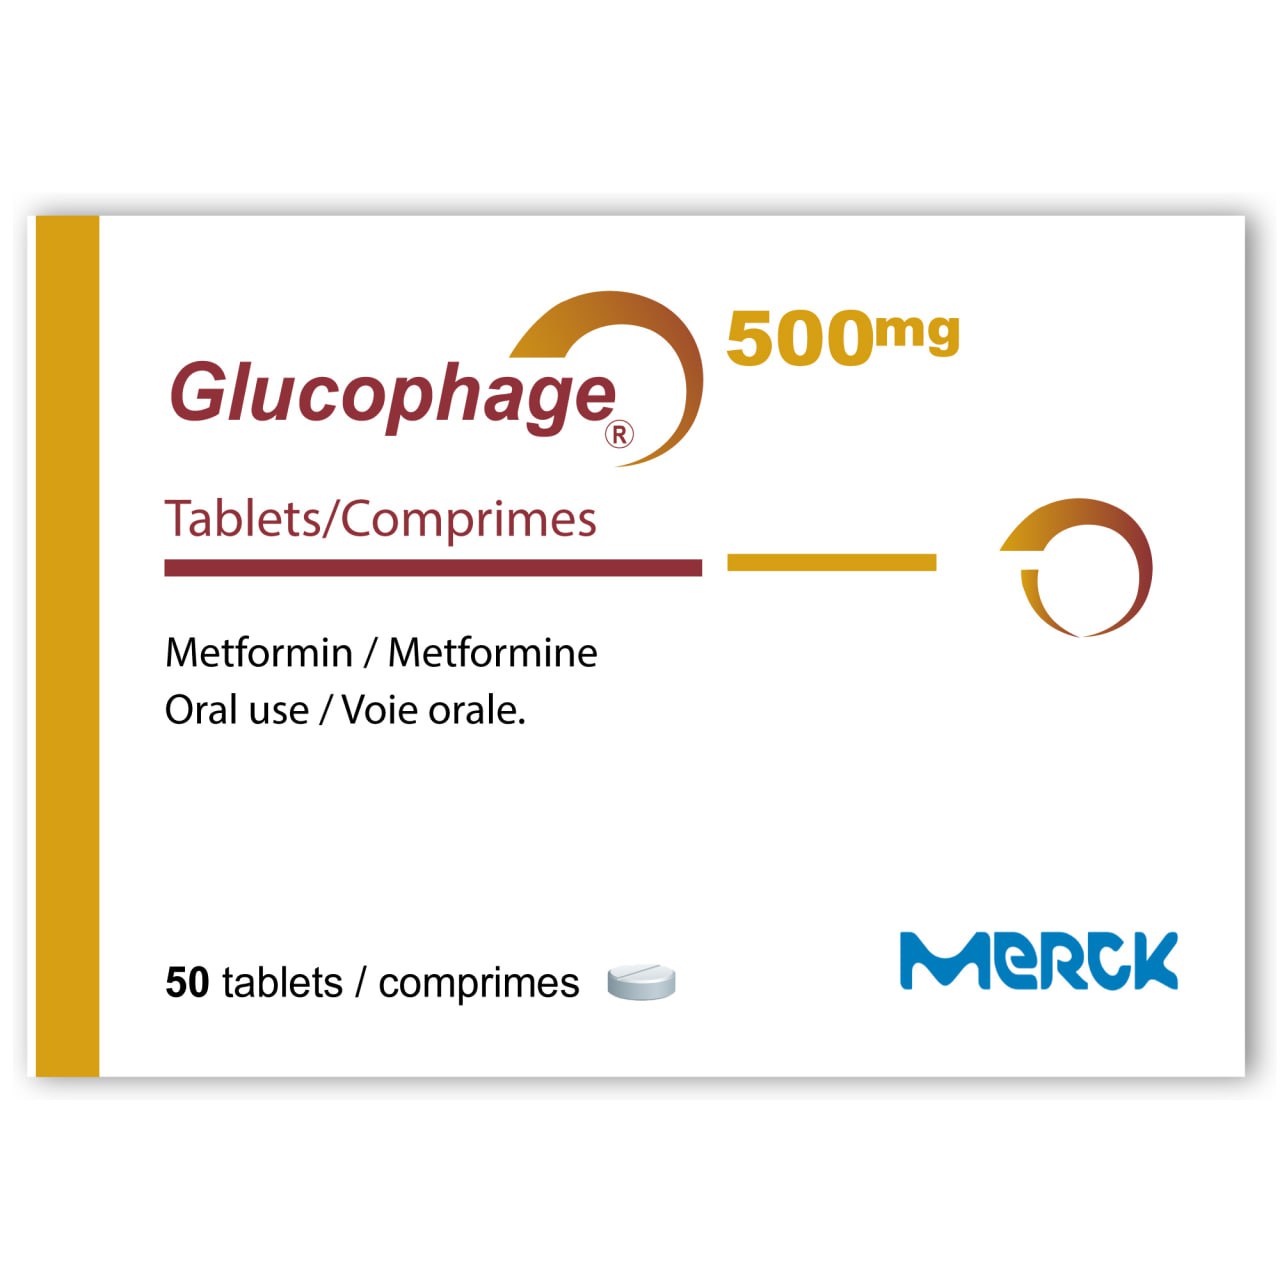 Glucophage®
500mg
Tablets/Comprimes
Metformin / Metformine
Oral use / Voie orale.
50 tablets / comprimes
MERCK